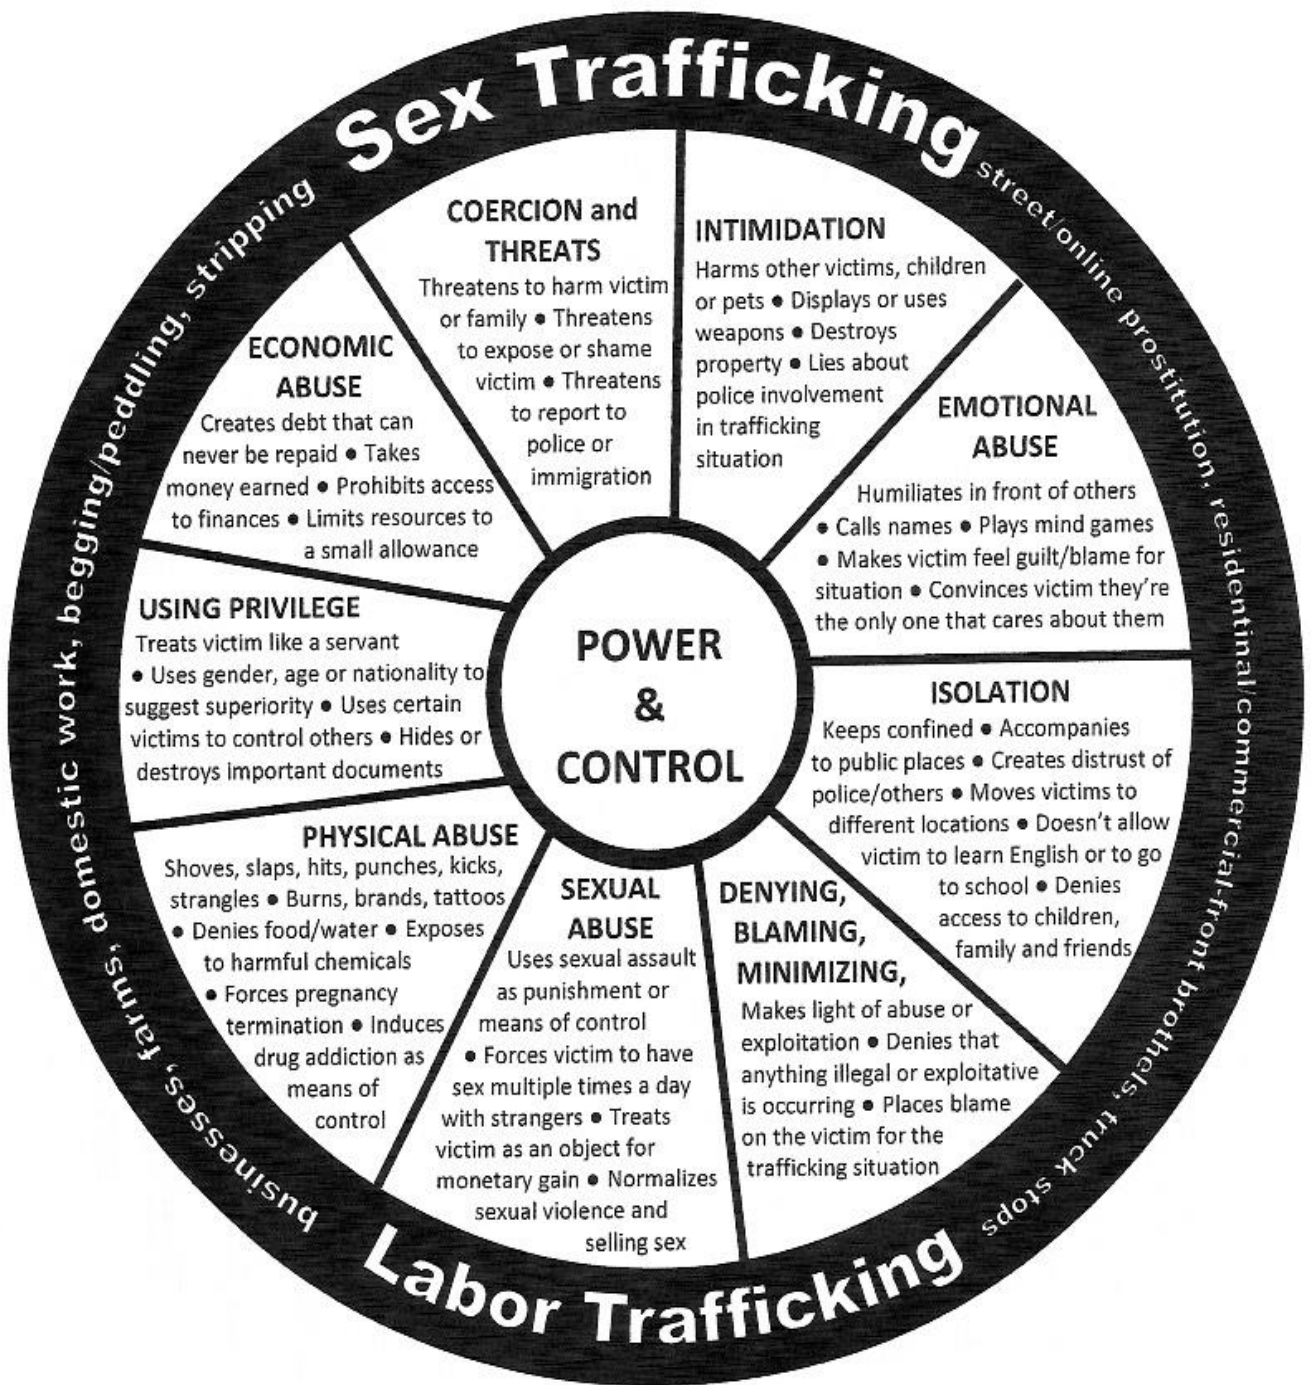 Sex Trafficking
street/online prostitution, residentinal/commercial-front brothels, truck stops
Labor Trafficking
businesses, farms, domestic work, begging/peddling, stripping
POWER
&
CONTROL
COERCION and
THREATS
Threatens to harm victim
or family ● Threatens
to expose or shame
victim ● Threatens
to report to
police or
immigration
INTIMIDATION
Harms other victims, children
or pets ● Displays or uses
weapons ● Destroys
property ● Lies about
police involvement
in trafficking
situation
EMOTIONAL
ABUSE
Humiliates in front of others
● Calls names ● Plays mind games
● Makes victim feel guilt/blame for
situation ● Convinces victim they're
the only one that cares about them
ISOLATION
Keeps confined ● Accompanies
to public places ● Creates distrust of
police/others ● Moves victims to
different locations ● Doesn't allow
victim to learn English or to go
to school ● Denies
access to children,
family and friends
DENYING,
BLAMING,
MINIMIZING,
Makes light of abuse or
exploitation ● Denies that
anything illegal or exploitative
is occurring ● Places blame
on the victim for the
trafficking situation
SEXUAL
ABUSE
Uses sexual assault
as punishment or
means of control
● Forces victim to have
sex multiple times a day
with strangers ● Treats
victim as an object for
monetary gain ● Normalizes
sexual violence and
selling sex
PHYSICAL ABUSE
Shoves, slaps, hits, punches, kicks,
strangles ● Burns, brands, tattoos
● Denies food/water ● Exposes
to harmful chemicals
● Forces pregnancy
termination ● Induces
drug addiction as
means of
control
USING PRIVILEGE
Treats victim like a servant
● Uses gender, age or nationality to
suggest superiority ● Uses certain
victims to control others ● Hides or
destroys important documents
ECONOMIC
ABUSE
Creates debt that can
never be repaid ● Takes
money earned ● Prohibits access
to finances ● Limits resources to
a small allowance